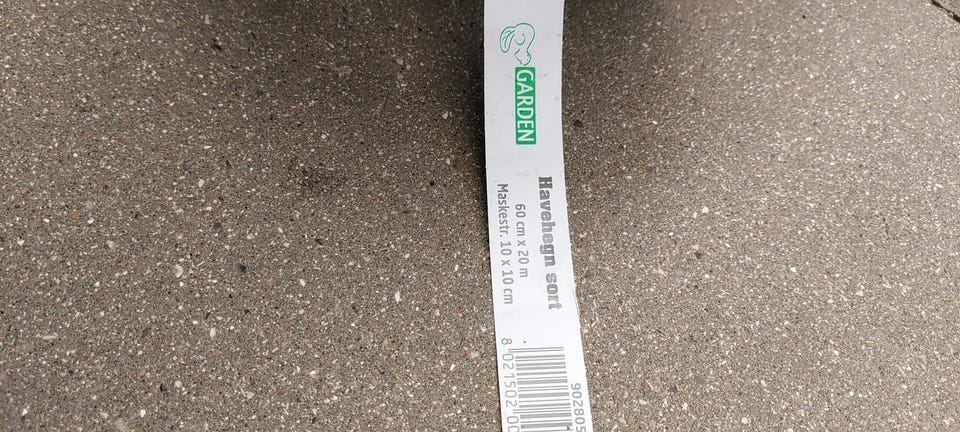 GARDEN
Havehegn sort
60 cm x 20 m
Maskestr. 10 x 10 cm
902805
8 021502 00